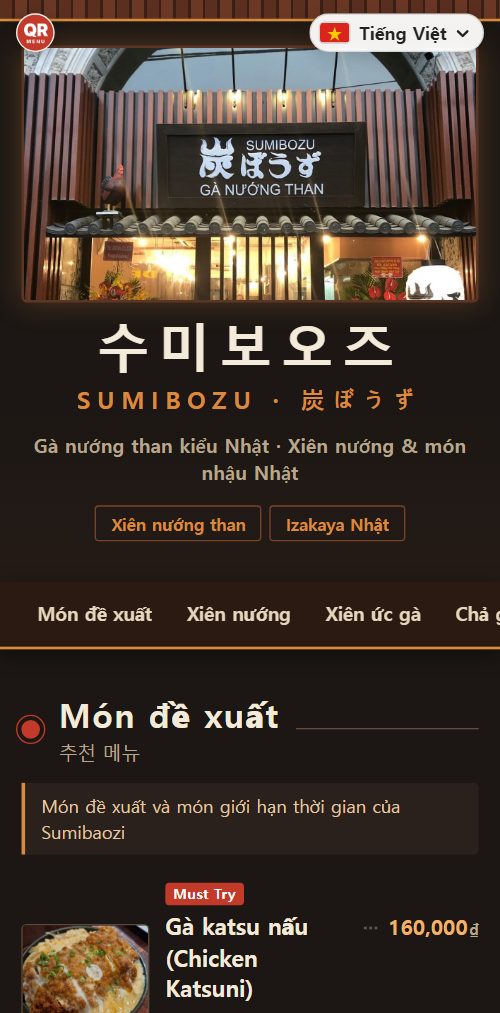 QR
MENU
Tiếng Việt
SUMIBOZU
炭ぼうず
GÀ NƯỚNG THAN
수미보오즈
SUMIBOZU · 炭ぼうず
Gà nướng than kiểu Nhật · Xiên nướng & món
nhậu Nhật
Xiên nướng than
Izakaya Nhật
Món đề xuất
Xiên nướng
Xiên ức gà
Chả g
Món đề xuất
추천 메뉴
Món đề xuất và món giới hạn thời gian của
Sumibaozi
Must Try
Gà katsu nấu ··· 160,000₫
(Chicken
Katsuni)